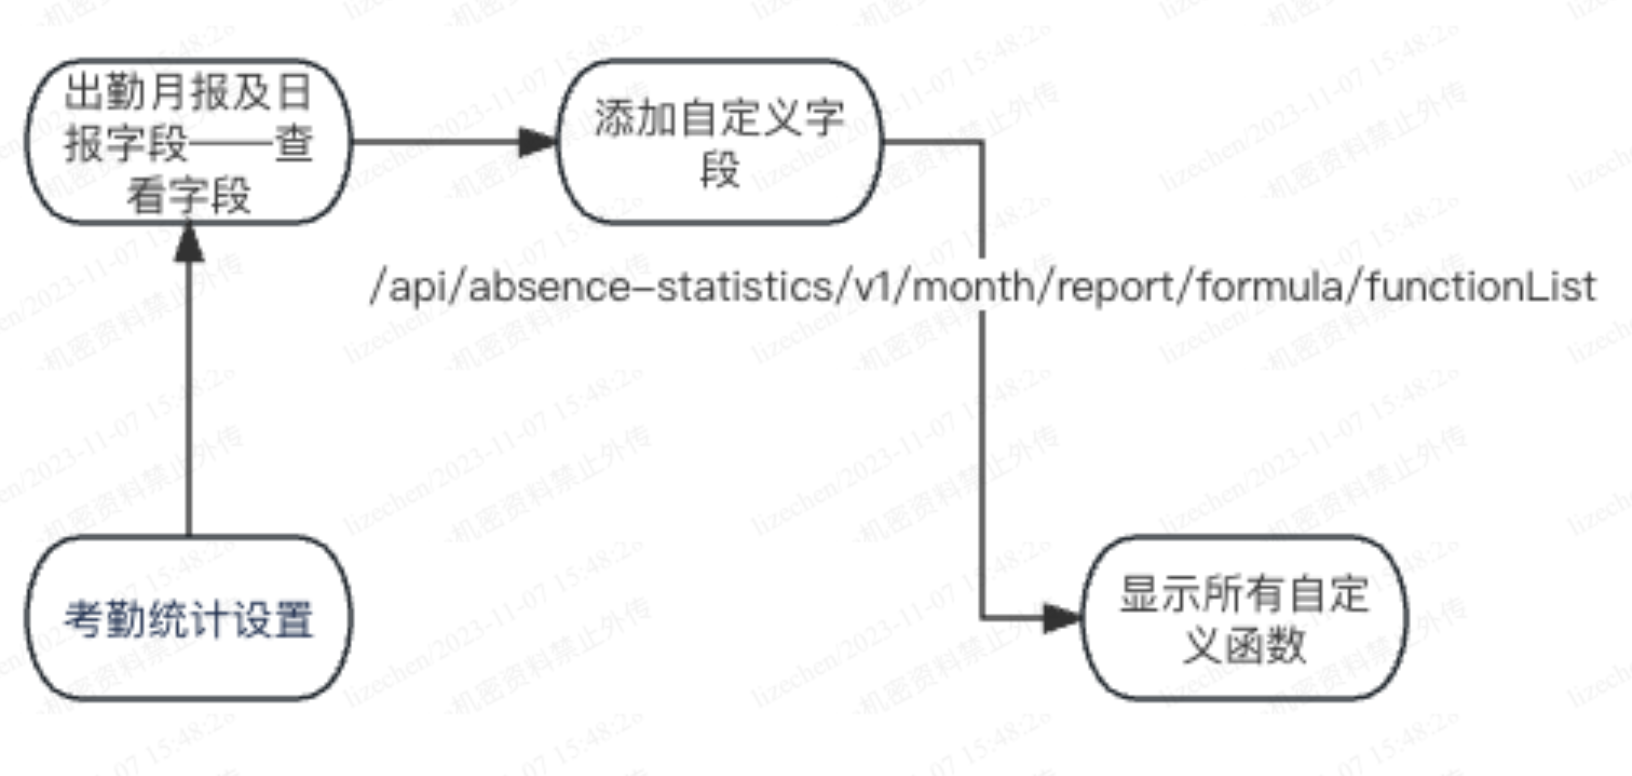 出勤月报及日
报字段——查
看字段
添加自定义字
段
/api/absence-statistics/v1/month/report/formula/functionList
考勤统计设置
显示所有自定
义函数
lizechen/2023-11-07 15:48:28
机密资料禁止外传